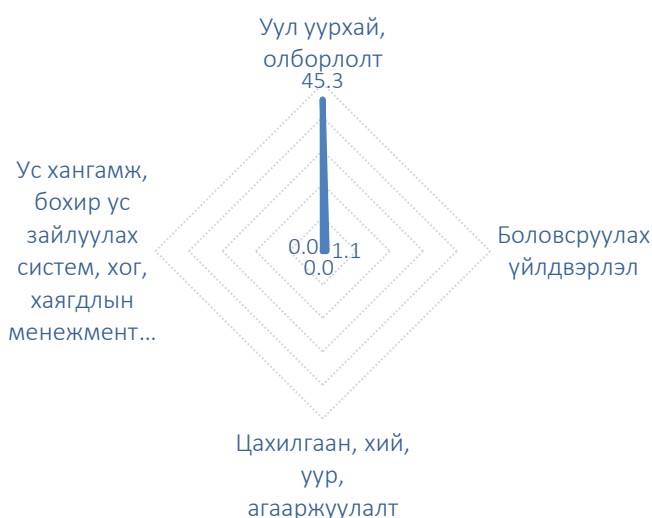 Уул уурхай,
олборлолт
45.3
Ус хангамж,
бохир ус
зайлуулах
систем, хог,
хаягдлын
менежмент...
0.0
1.1
0.0
Боловсруулах
үйлдвэрлэл
Цахилгаан, хий,
уур,
агааржуулалт